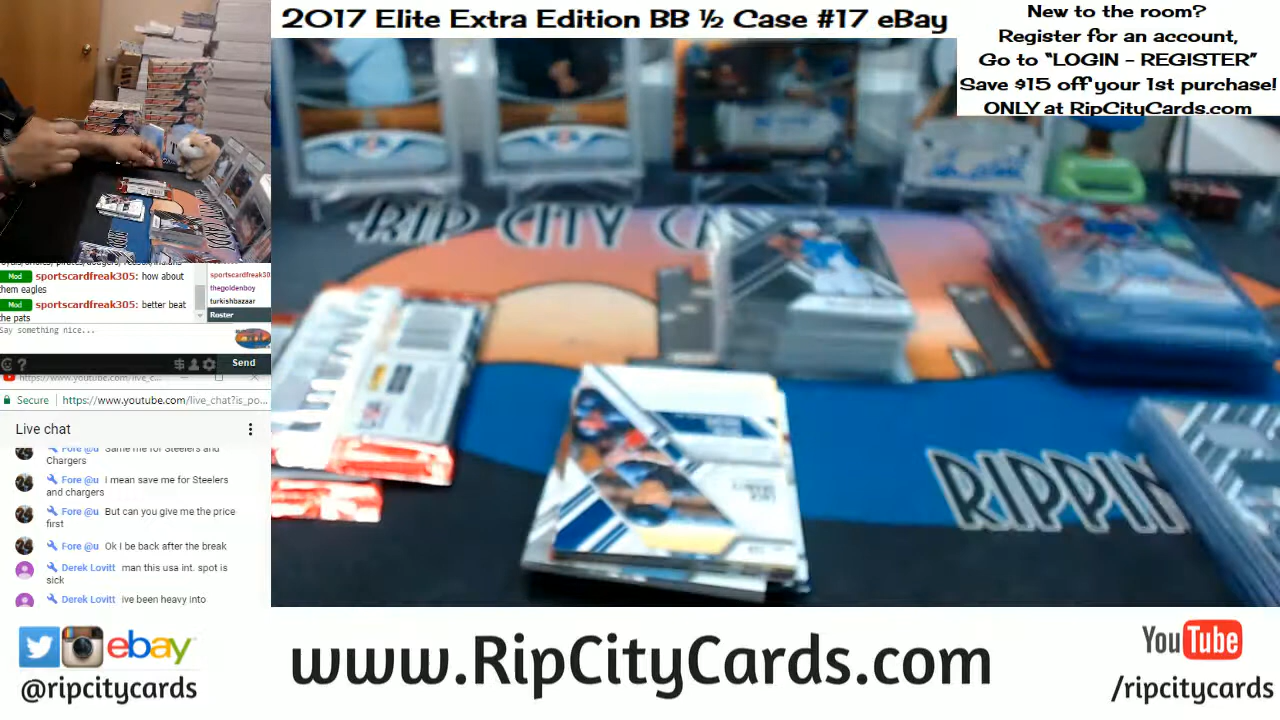 2017 Elite Extra Edition BB ½ Case #17 eBay
New to the room?
Register for an account,
Go to “LOGIN - REGISTER”
Save $15 off your 1st purchase!
ONLY at RipCityCards.com
RIP CITY CA
RIPPIN
Mod sportscardfreak305: how about
them eagles
Mod sportscardfreak305: better beat
the pats
sportscardfreak30
thegoldenboy
turkishbazaar
Roster
Say something nice...
Send
https://www.youtube.com/live_c...
Secure https://www.youtube.com/live_chat?is_po...
Live chat
Fore @u Same me for Steelers and
Chargers
Fore @u I mean save me for Steelers
and chargers
Fore @u But can you give me the price
first
Fore @u Ok I be back after the break
Derek Lovitt man this usa int. spot is
sick
Derek Lovitt ive been heavy into
ebay
@ripcitycards
www.RipCityCards.com
YouTube
/ripcitycards